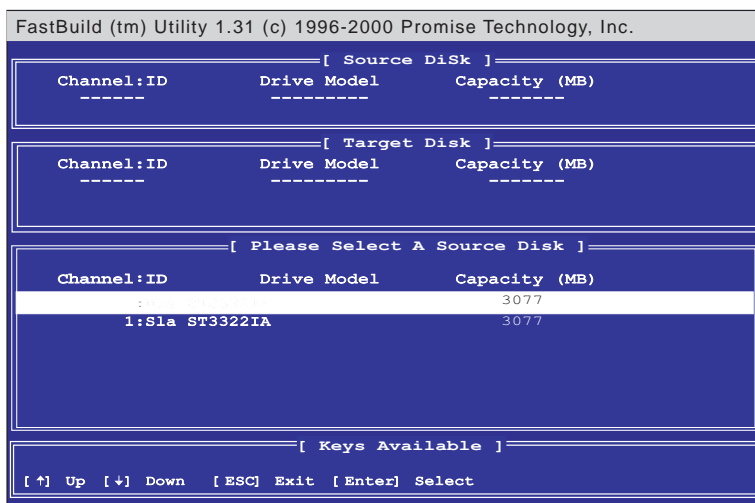 FastBuild (tm) Utility 1.31 (c) 1996-2000 Promise Technology, Inc.
[ Source DiSk ]
Channel:ID Drive Model Capacity (MB)
------ --------- -------
[ Target Disk ]
Channel:ID Drive Model Capacity (MB)
------ --------- -------
[ Please Select A Source Disk ]
Channel:ID Drive Model Capacity (MB)
: 3077
1:Sla ST3322IA 3077
[ Keys Available ]
[↑] Up [↓] Down [ESC] Exit [Enter] Select